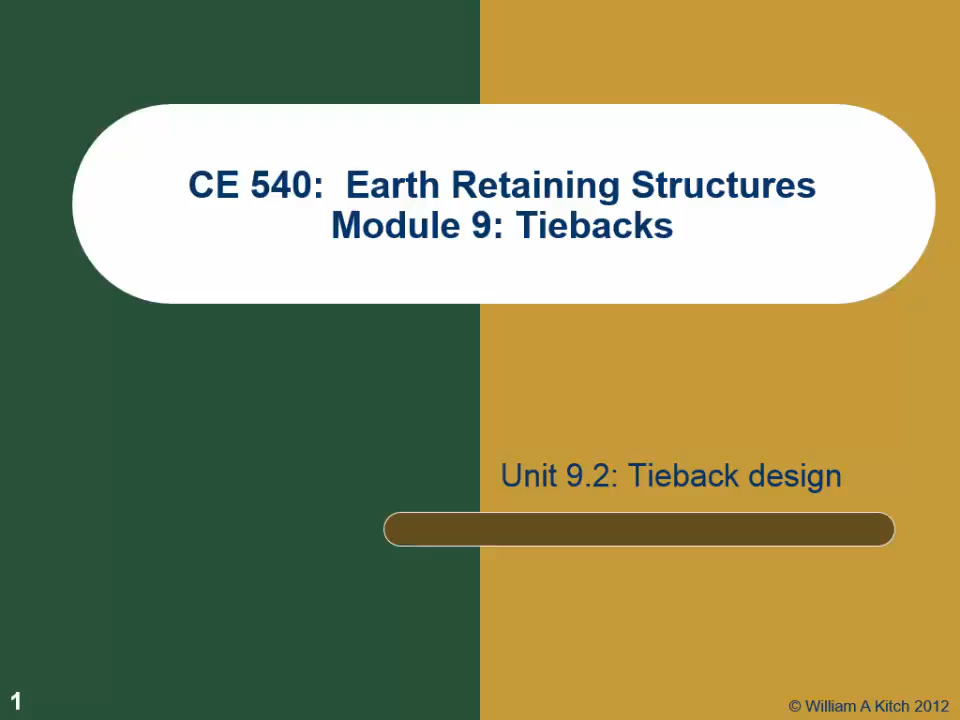 CE 540:  Earth Retaining Structures
Module 9: Tiebacks
Unit 9.2: Tieback design
1
© William A Kitch 2012